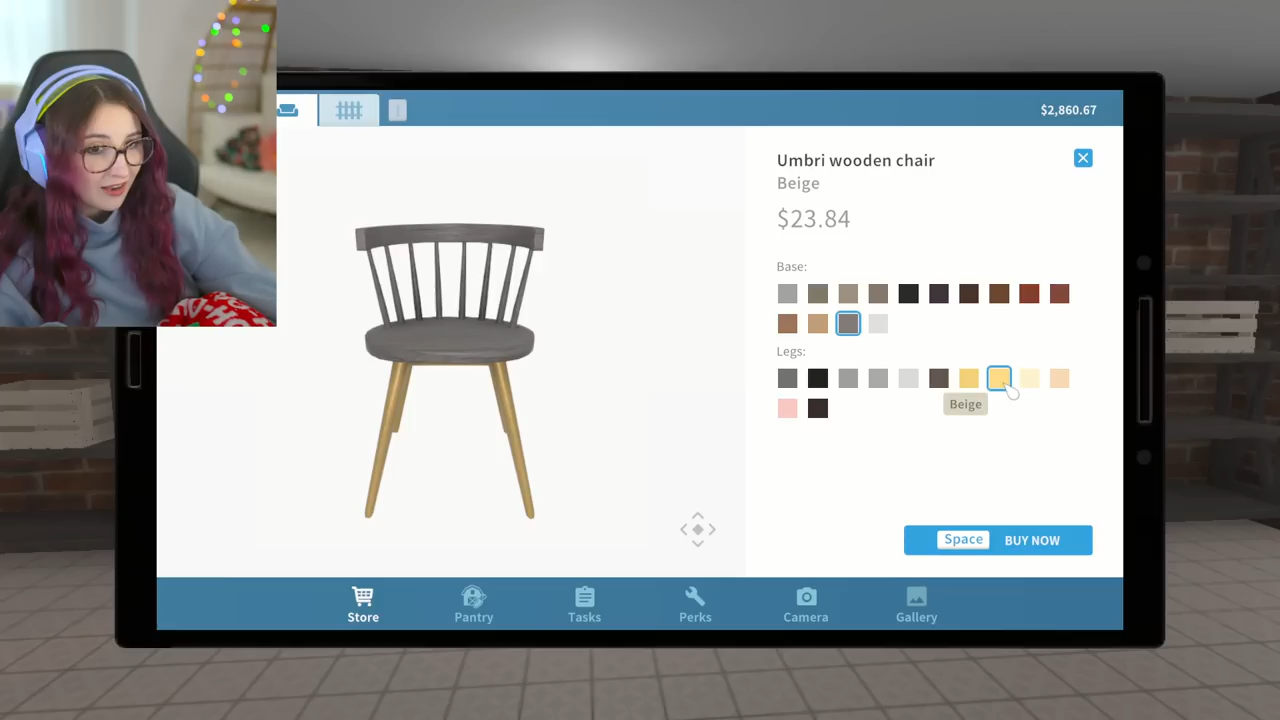 $2,860.67
Umbri wooden chair
Beige
$23.84
Base:
Legs:
Beige
Space BUY NOW
Store Pantry Tasks Perks Camera Gallery